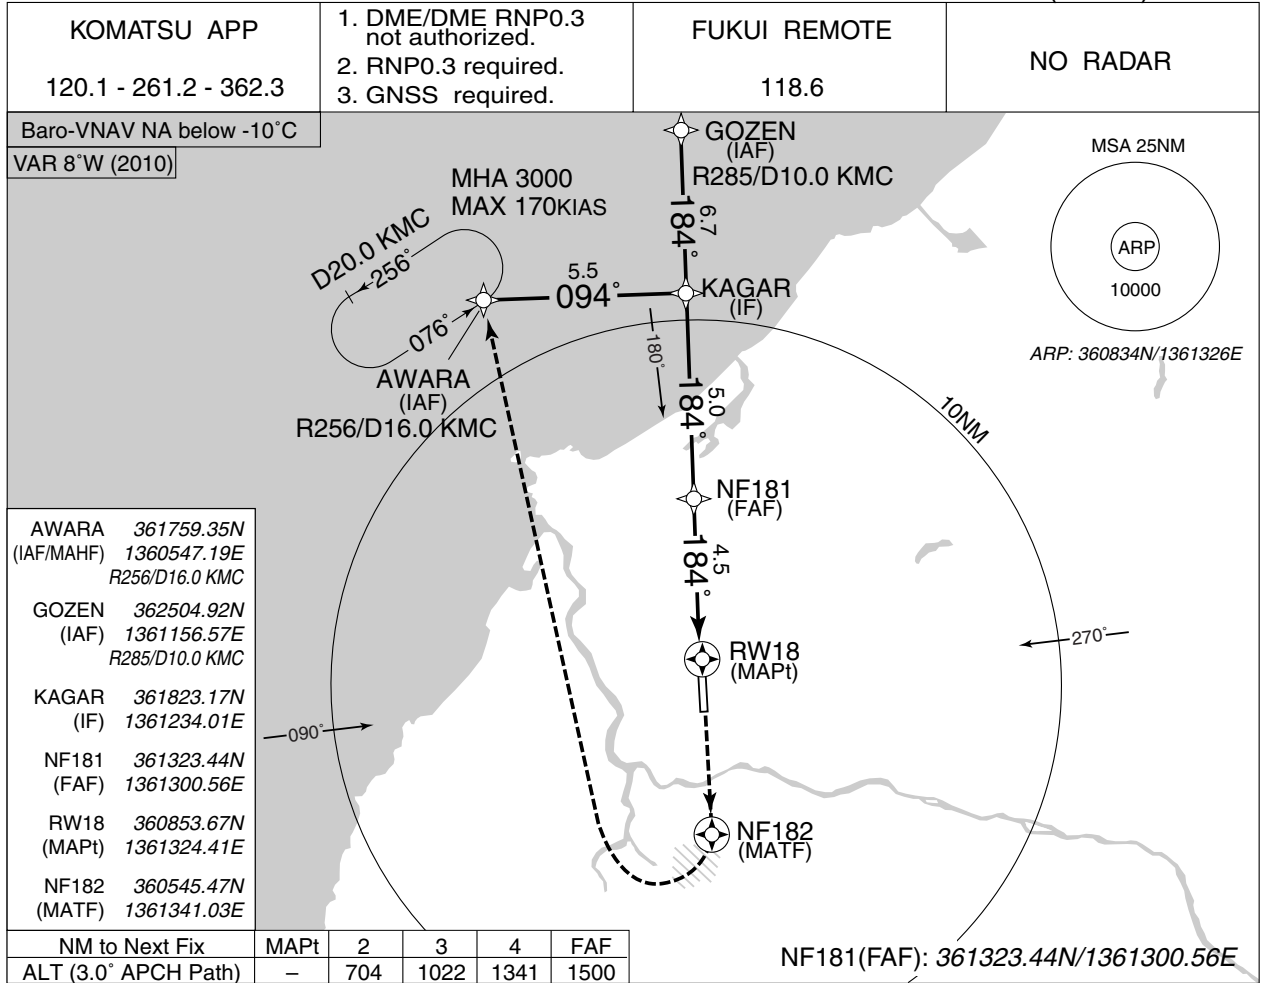 KOMATSU APP
120.1 - 261.2 - 362.3
1. DME/DME RNP0.3
not authorized.
2. RNP0.3 required.
3. GNSS required.
FUKUI REMOTE
118.6
NO RADAR
Baro-VNAV NA below -10˚C
VAR 8˚W (2010)
GOZEN
(IAF)
R285/D10.0 KMC
MSA 25NM
ARP
10000
ARP: 360834N/1361326E
MHA 3000
MAX 170KIAS
D20.0 KMC
256˚
076˚
6.7
184˚
5.5
094˚
KAGAR
(IF)
180˚
AWARA
(IAF)
R256/D16.0 KMC
5.0
184˚
10NM
NF181
(FAF)
4.5
184˚
RW18
(MAPt)
270˚
090˚
NF182
(MATF)
AWARA 361759.35N
(IAF/MAHF) 1360547.19E
R256/D16.0 KMC
GOZEN 362504.92N
(IAF) 1361156.57E
R285/D10.0 KMC
KAGAR 361823.17N
(IF) 1361234.01E
NF181 361323.44N
(FAF) 1361300.56E
RW18 360853.67N
(MAPt) 1361324.41E
NF182 360545.47N
(MATF) 1361341.03E
NM to Next Fix MAPt 2 3 4 FAF
ALT (3.0˚ APCH Path) – 704 1022 1341 1500
NF181(FAF): 361323.44N/1361300.56E